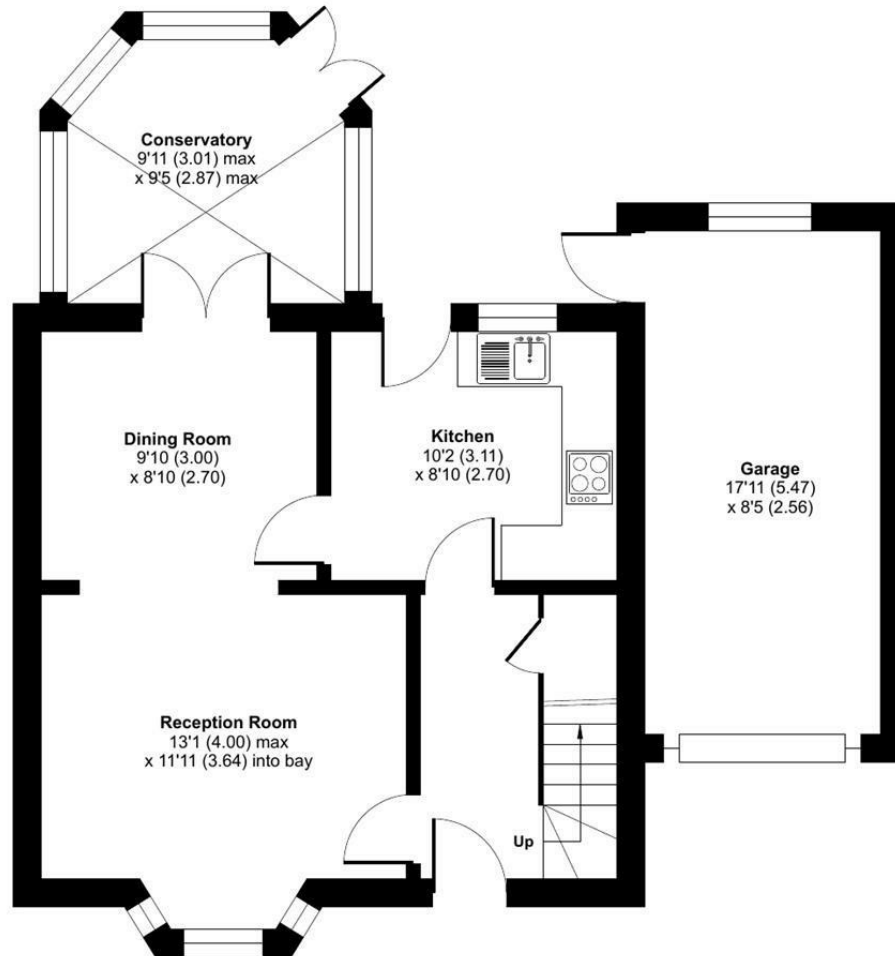 Conservatory
9'11 (3.01) max
x 9'5 (2.87) max
Dining Room
9'10 (3.00)
x 8'10 (2.70)
Kitchen
10'2 (3.11)
x 8'10 (2.70)
Garage
17'11 (5.47)
x 8'5 (2.56)
Reception Room
13'1 (4.00) max
x 11'11 (3.64) into bay
Up